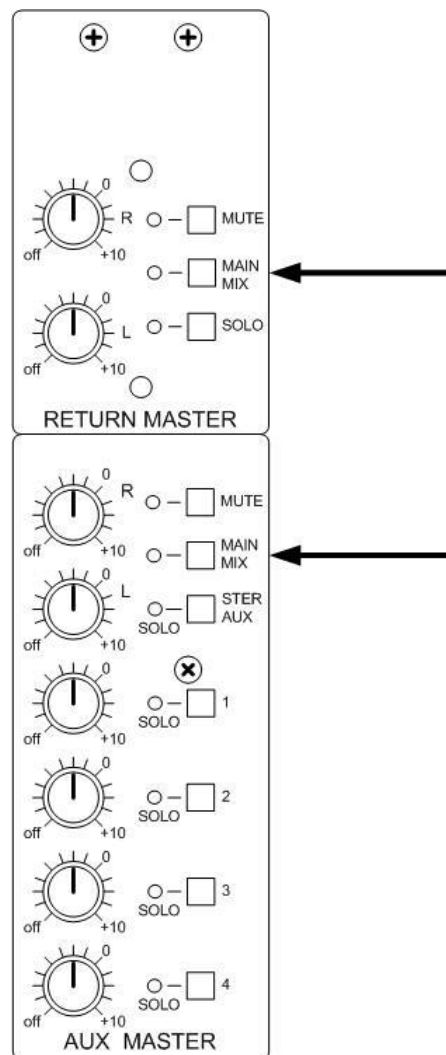 0
R
MUTE
off
+10
MAIN
MIX
0
L
SOLO
off
+10
RETURN MASTER
0
R
MUTE
off
+10
MAIN
MIX
0
L
STER
AUX
SOLO
off
+10
0
1
SOLO
off
+10
0
2
SOLO
off
+10
0
3
SOLO
off
+10
0
4
SOLO
off
+10
AUX MASTER